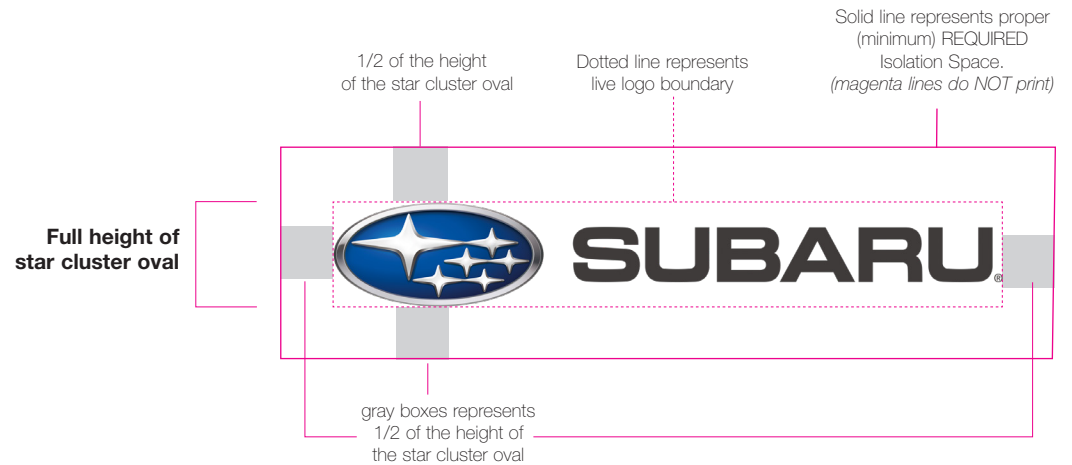 Solid line represents proper
(minimum) REQUIRED
Isolation Space.
(magenta lines do NOT print)
1/2 of the height
of the star cluster oval
Dotted line represents
live logo boundary
Full height of
star cluster oval
SUBARU®
gray boxes represents
1/2 of the height of
the star cluster oval